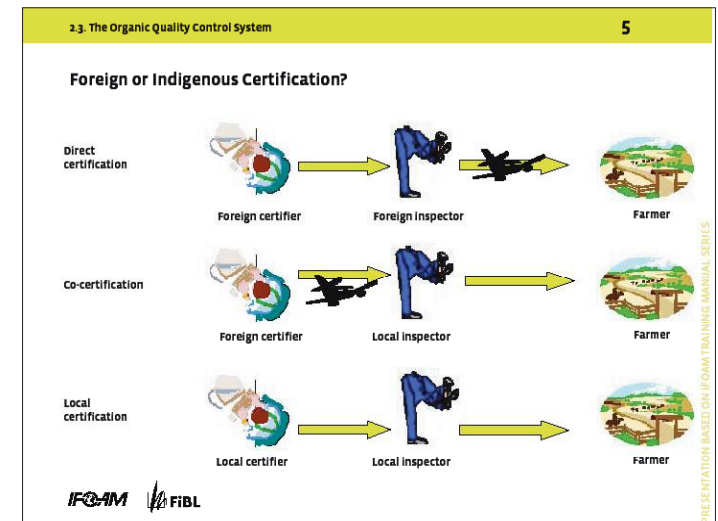 2.3. The Organic Quality Control System
5
Foreign or Indigenous Certification?
Direct
certification
Foreign certifier
Foreign inspector
Farmer
Co-certification
Foreign certifier
Local inspector
Farmer
Local
certification
Local certifier
Local inspector
Farmer
IFOAM
FiBL
PRESENTATION BASED ON IFOAM TRAINING MANUAL SERIES